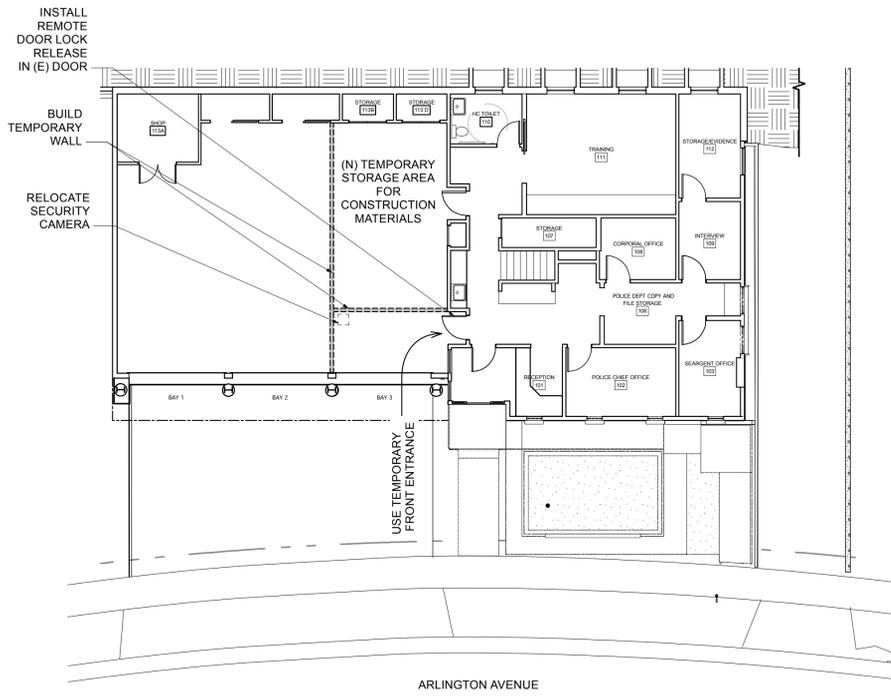 INSTALL
REMOTE
DOOR LOCK
RELEASE
IN (E) DOOR
BUILD
TEMPORARY
WALL
RELOCATE
SECURITY
CAMERA
SHOP
113A
STORAGE
113B
STORAGE
113 D
HC TOILET
110
TRAINING
111
STORAGE/EVIDENCE
112
(N) TEMPORARY
STORAGE AREA
FOR
CONSTRUCTION
MATERIALS
STORAGE
107
CORPORAL OFFICE
108
INTERVIEW
109
POLICE DEPT COPY AND
FILE STORAGE
106
RECEPTION
101
POLICE CHIEF OFFICE
102
SEARGENT OFFICE
103
BAY 1
BAY 2
BAY 3
USE TEMPORARY
FRONT ENTRANCE
ARLINGTON AVENUE